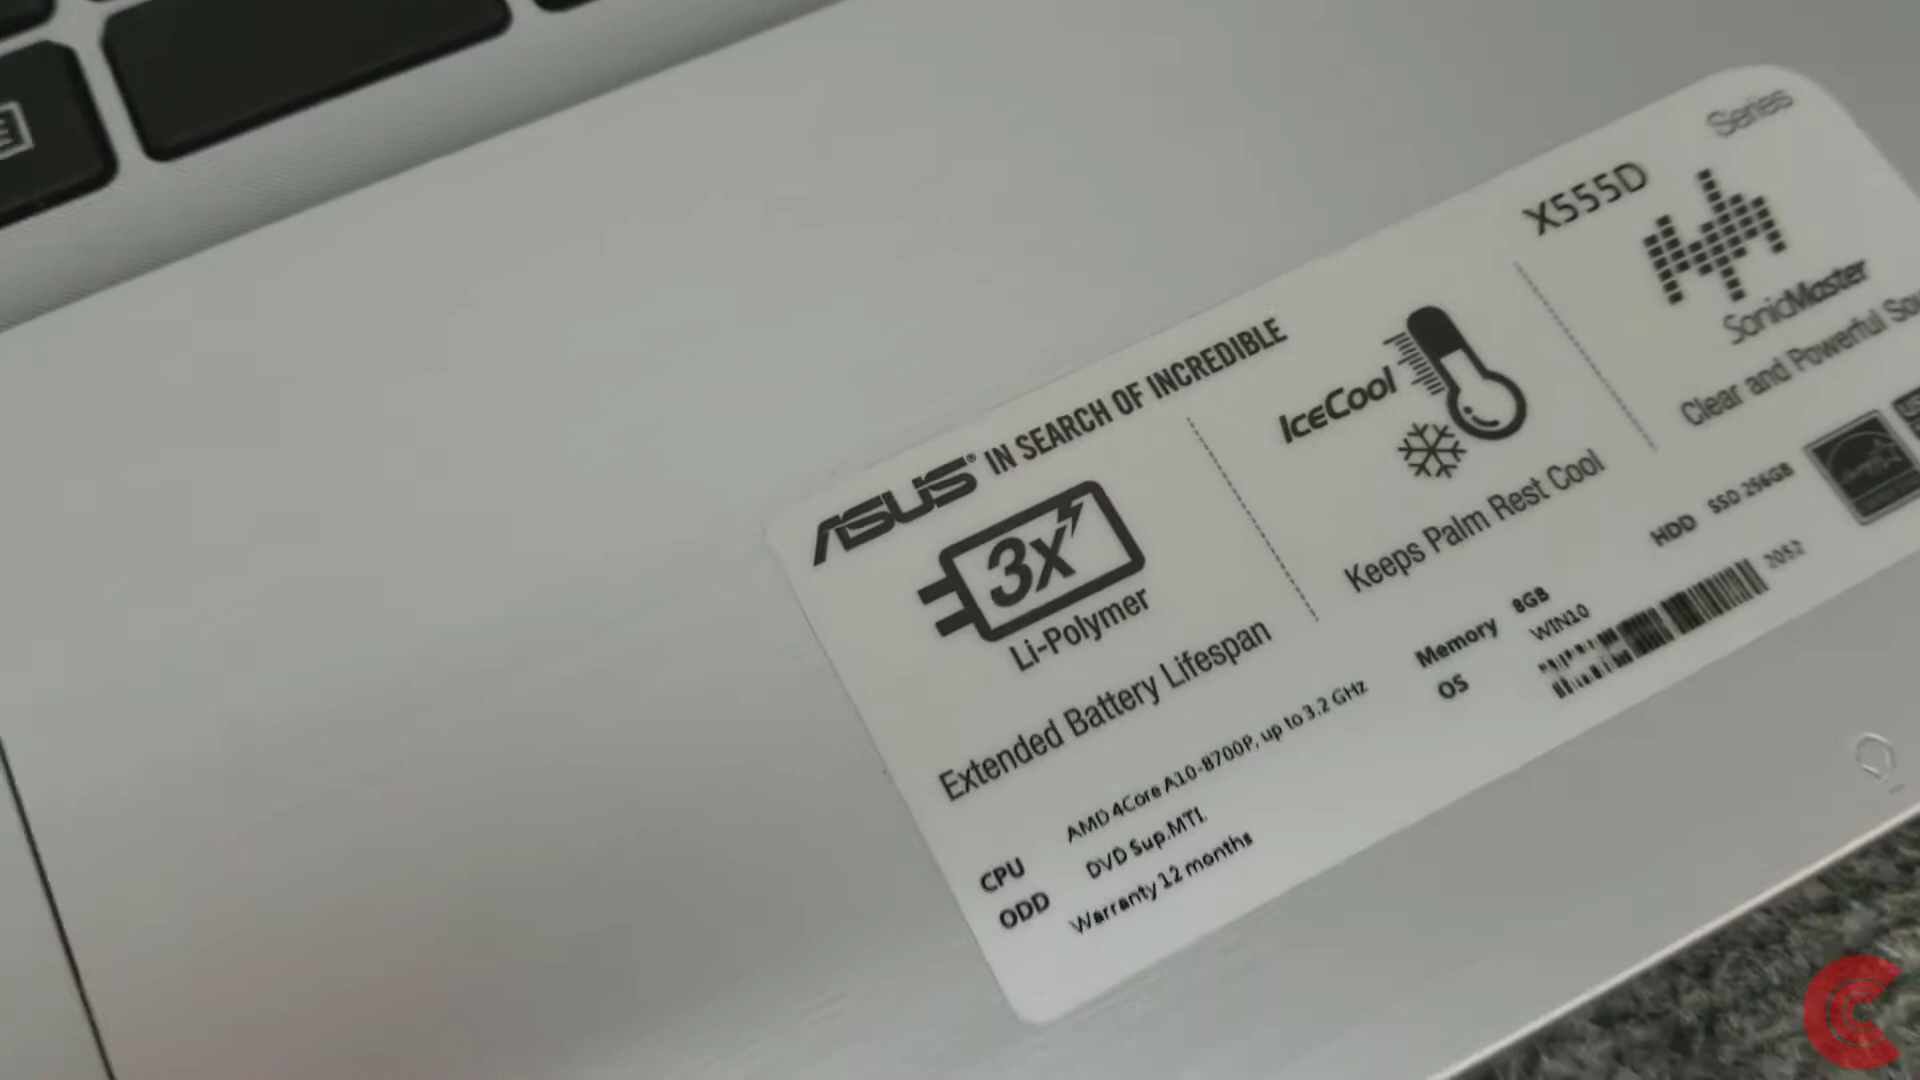 X555D Series
ASUS® IN SEARCH OF INCREDIBLE
3x
Li-Polymer
Extended Battery Lifespan
IceCool
Keeps Palm Rest Cool
SonicMaster
Clear and Powerful
CPU AMD 4Core A10-8700P, up to 3.2 GHz
ODD DVD Sup.MTL
Warranty 12 months
Memory 8GB
OS WIN10
HDD SSD 256GB
2052